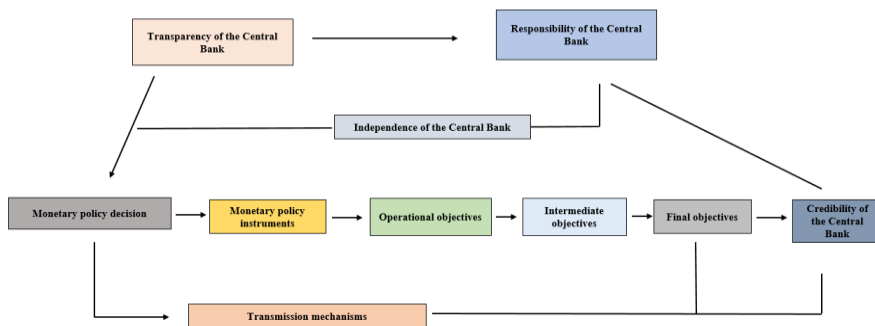 Transparency of the Central
Bank
Responsibility of the Central
Bank
Independence of the Central Bank
Monetary policy decision
Monetary policy
instruments
Operational objectives
Intermediate
objectives
Final objectives
Credibility of
the Central
Bank
Transmission mechanisms